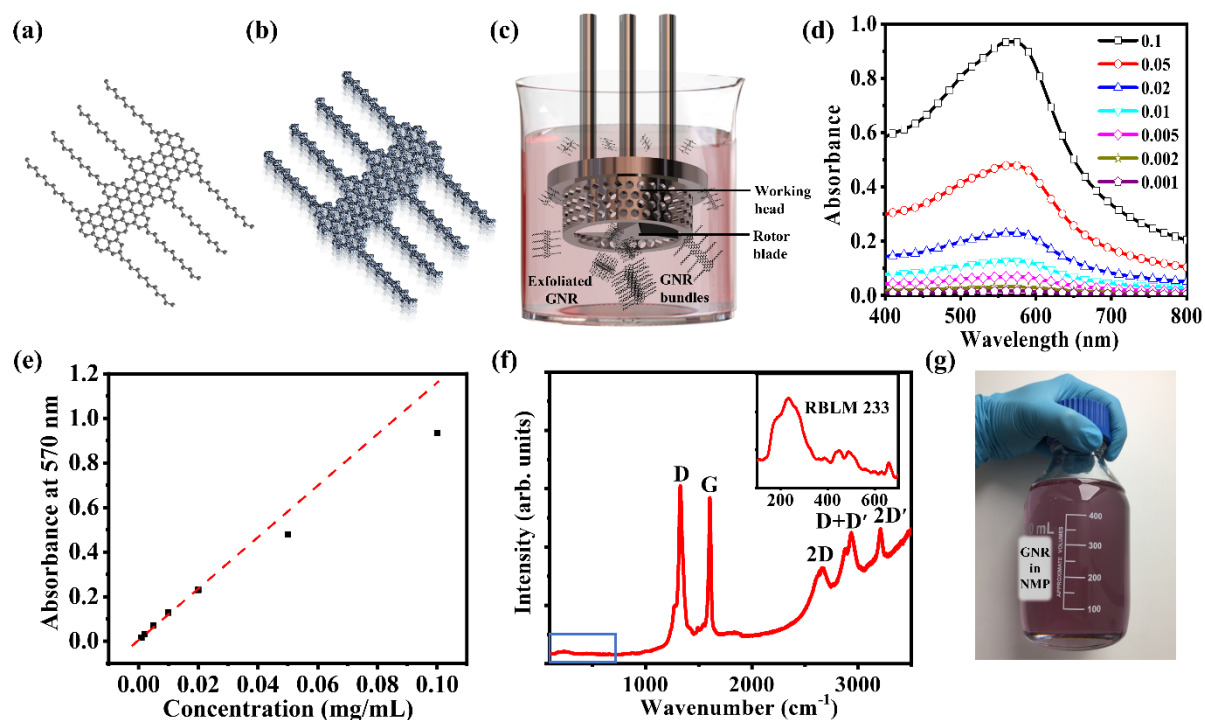 (a)
(b)
(c)
Working
head
Rotor
blade
Exfoliated
GNR
GNR
bundles
(d)
Absorbance
1.0
0.8
0.6
0.4
0.2
0.0
0.1
0.05
0.02
0.01
0.005
0.002
0.001
400 500 600 700 800
Wavelength (nm)
(e)
Absorbance at 570 nm
1.2
1.0
0.8
0.6
0.4
0.2
0.0
0.00 0.02 0.04 0.06 0.08 0.10
Concentration (mg/mL)
(f)
Intensity (arb. units)
D
G
2D
D+D′
2D′
RBLM 233
200 400 600
1000 2000 3000
Wavenumber (cm-1)
(g)
mL
400
300
200
100
APPROXIMATE VOLUMES
GNR
in
NMP